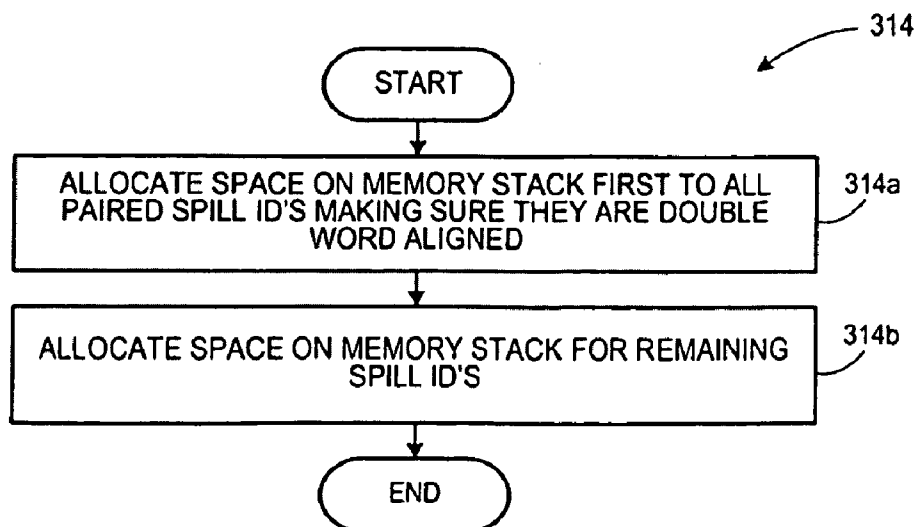 314
START
ALLOCATE SPACE ON MEMORY STACK FIRST TO ALL
PAIRED SPILL ID'S MAKING SURE THEY ARE DOUBLE
WORD ALIGNED
314a
ALLOCATE SPACE ON MEMORY STACK FOR REMAINING
SPILL ID'S
314b
END